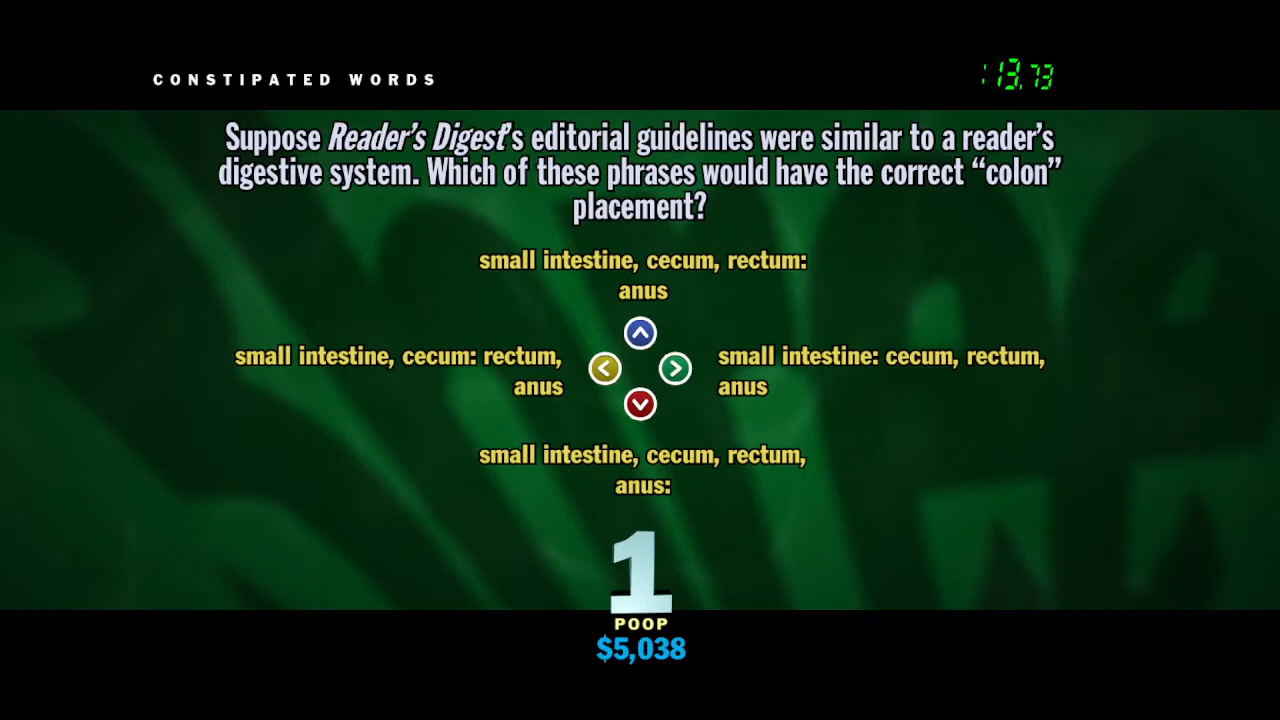 CONSTIPATED WORDS
:13.73
Suppose Reader's Digest's editorial guidelines were similar to a reader's
digestive system. Which of these phrases would have the correct “colon”
placement?
small intestine, cecum, rectum:
anus
small intestine, cecum: rectum,
anus
small intestine: cecum, rectum,
anus
small intestine, cecum, rectum,
anus:
1
POOP
$5,038